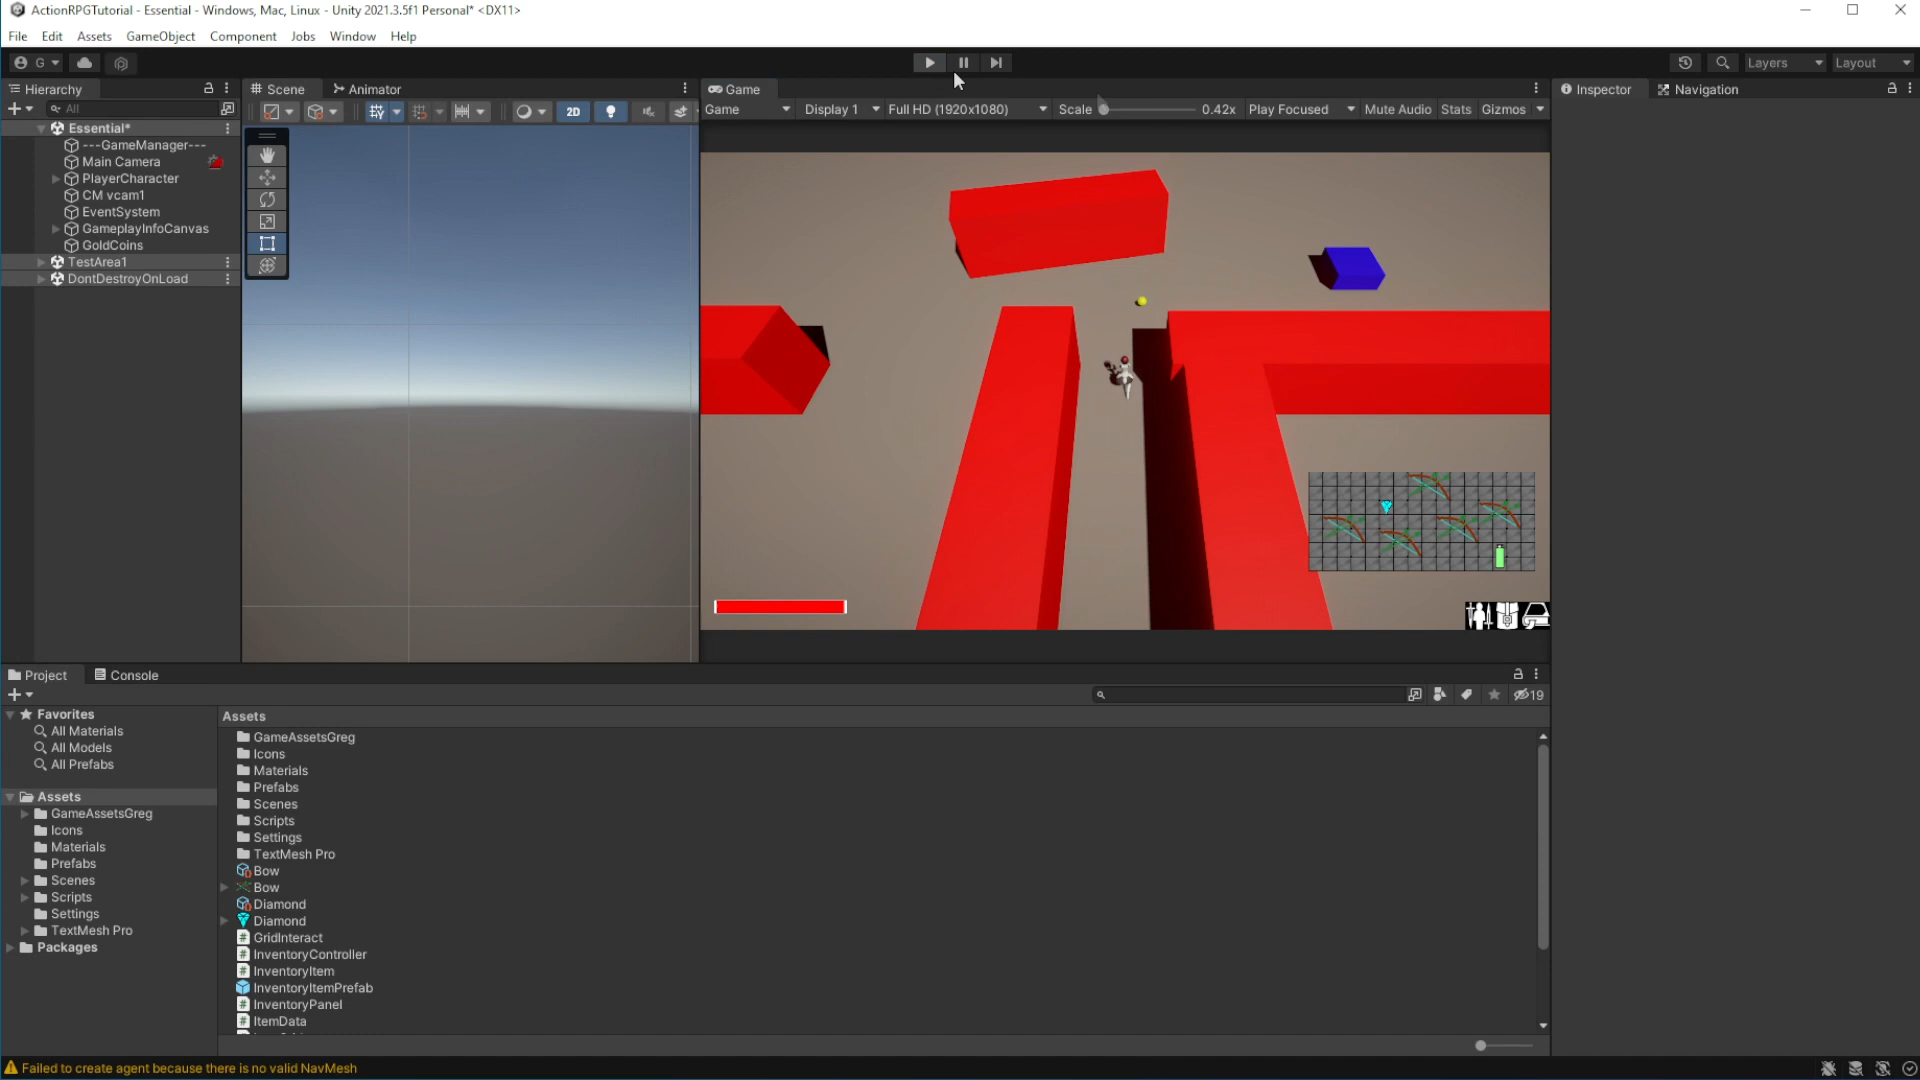 ActionRPGTutorial - Essential - Windows, Mac, Linux - Unity 2021.3.5f1 Personal* <DX11>
File Edit Assets GameObject Component Jobs Window Help
G Layers Layout
Hierarchy Scene Animator Game Inspector Navigation
All 2D Game Display 1 Full HD (1920x1080) Scale 0.42x Play Focused Mute Audio Stats Gizmos
Essential*
---GameManager---
Main Camera
PlayerCharacter
CM vcam1
EventSystem
GameplayInfoCanvas
GoldCoins
TestArea1
DontDestroyOnLoad
Project Console
19
Favorites
All Materials
All Models
All Prefabs
Assets
GameAssetsGreg
Icons
Materials
Prefabs
Scenes
Scripts
Settings
TextMesh Pro
Packages
Assets
GameAssetsGreg
Icons
Materials
Prefabs
Scenes
Scripts
Settings
TextMesh Pro
Bow
Bow
Diamond
Diamond
GridInteract
InventoryController
InventoryItem
InventoryItemPrefab
InventoryPanel
ItemData
Failed to create agent because there is no valid NavMesh